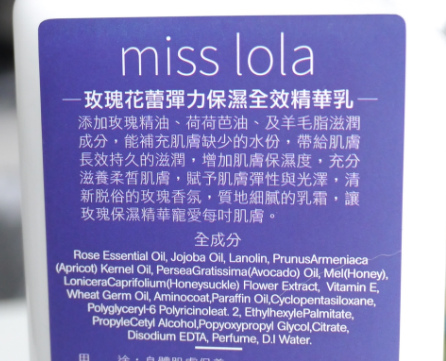 miss lola
玫瑰花蕾彈力保濕全效精華乳
添加玫瑰精油、荷荷芭油、及羊毛脂滋潤
成分，能補充肌膚缺少的水份，帶給肌膚
長效持久的滋潤，增加肌膚保濕度，充分
滋養柔皙肌膚，賦予肌膚彈性與光澤，清
新脫俗的玫瑰香氛，質地細膩的乳霜，讓
玫瑰保濕精華寵愛每吋肌膚。
全成分
Rose Essential Oil, Jojoba Oil, Lanolin, PrunusArmeniaca
(Apricot) Kernel Oil, PerseaGratissima(Avocado) Oil, Mel(Honey),
LoniceraCaprifolium(Honeysuckle) Flower Extract, Vitamin E,
Wheat Germ Oil, Aminocoat,Paraffin Oil,Cyclopentasiloxane,
Polyglyceryl-6 Polyricinoleat. 2, EthylhexylePalmitate,
PropyleCetyl Alcohol,Popyoxypropyl Glycol,Citrate,
Disodium EDTA, Perfume, D.I Water.